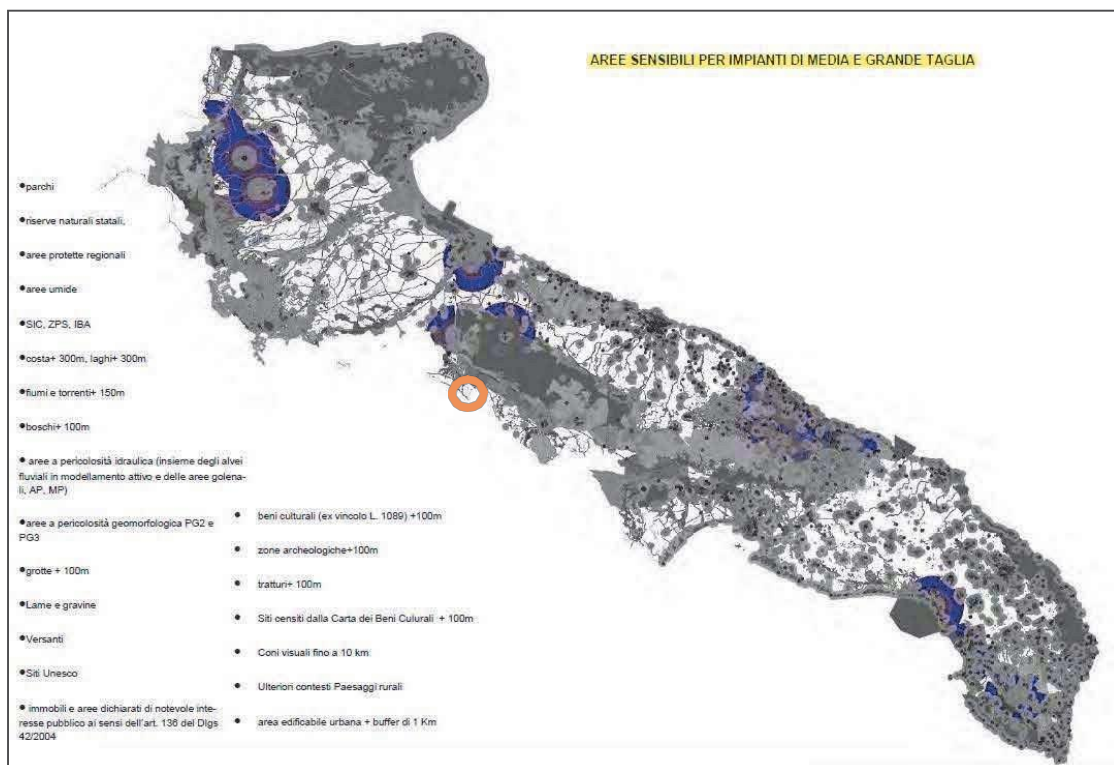 AREE SENSIBILI PER IMPIANTI DI MEDIA E GRANDE TAGLIA
●parchi
●riserve naturali statali,
●aree protette regionali
●aree umide
●SIC, ZPS, IBA
●costa+ 300m, laghi+ 300m
●fiumi e torrenti+ 150m
●boschi+ 100m
● aree a pericolosità idraulica (insieme degli alvei
fluviali in modellamento attivo e delle aree golena-
li, AP, MP)
●aree a pericolosità geomorfologica PG2 e
PG3
●grotte + 100m
●Lame e gravine
●Versanti
●Siti Unesco
● immobili e aree dichiarati di notevole inte-
resse pubblico ai sensi dell'art. 136 del Dlgs
42/2004
● beni culturali (ex vincolo L. 1089) +100m
● zone archeologiche+100m
● tratturi+ 100m
● Siti censiti dalla Carta dei Beni Culurali + 100m
● Coni visuali fino a 10 km
● Ulteriori contesti Paesaggi rurali
● area edificabile urbana + buffer di 1 Km